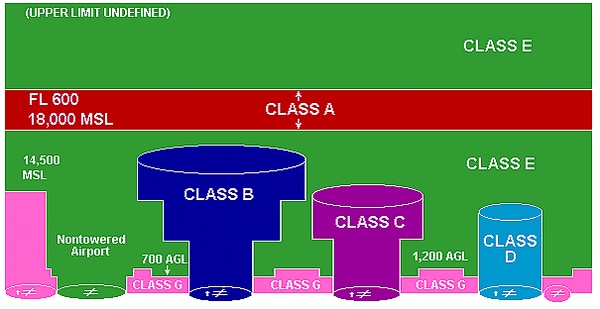 (UPPER LIMIT UNDEFINED)
CLASS E
FL 600
CLASS A
18,000 MSL
14,500
MSL
CLASS E
CLASS B
CLASS C
Nontowered
Airport
CLASS
D
700 AGL
1,200 AGL
CLASS G
CLASS G
CLASS G